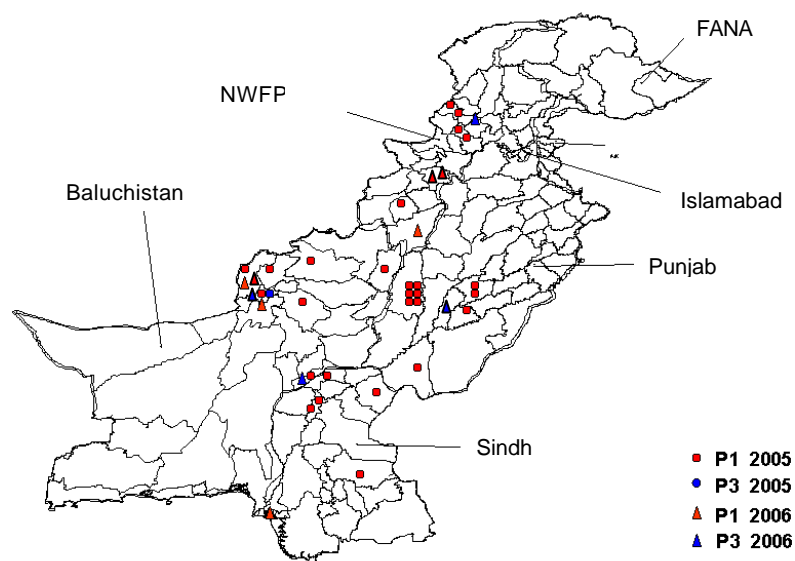 FANA
NWFP
Baluchistan
Islamabad
Punjab
Sindh
P1 2005
P3 2005
P1 2006
P3 2006